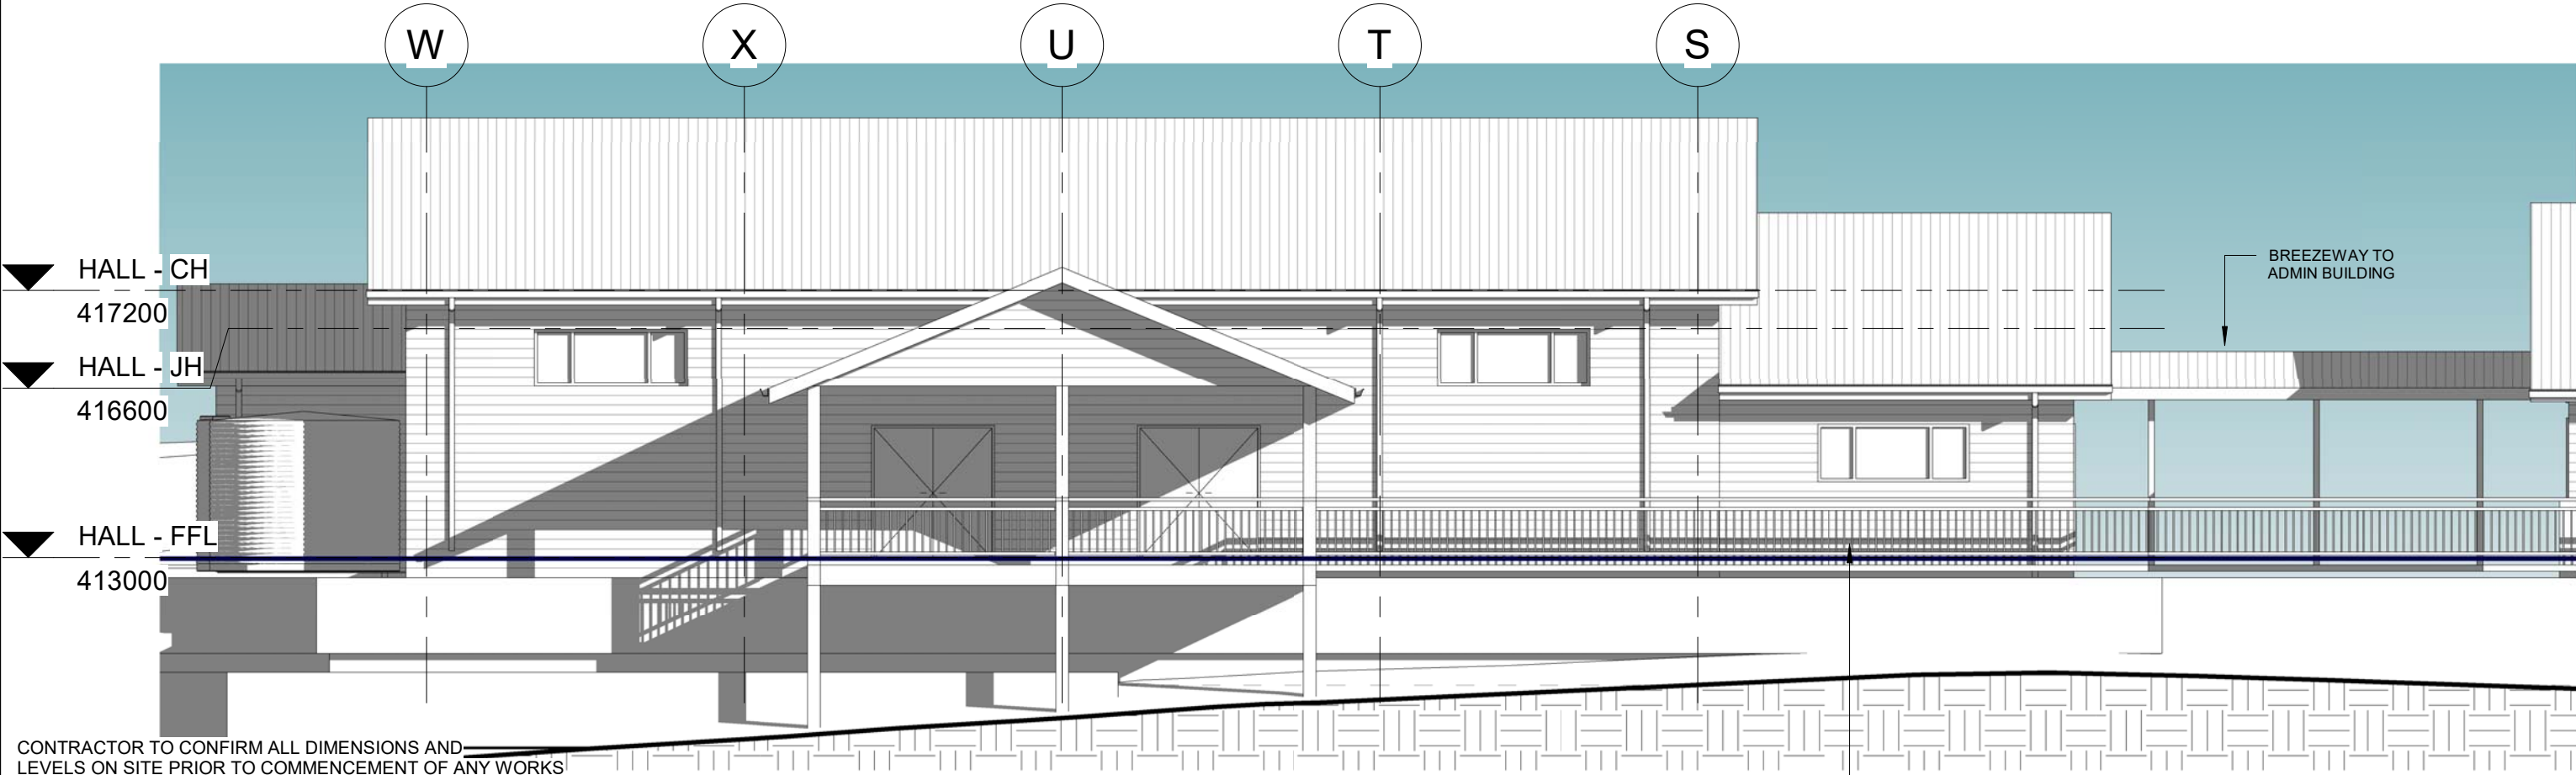 W
X
U
T
S
HALL - CH
417200
HALL - JH
416600
HALL - FFL
413000
BREEZEWAY TO
ADMIN BUILDING
CONTRACTOR TO CONFIRM ALL DIMENSIONS AND
LEVELS ON SITE PRIOR TO COMMENCEMENT OF ANY WORKS